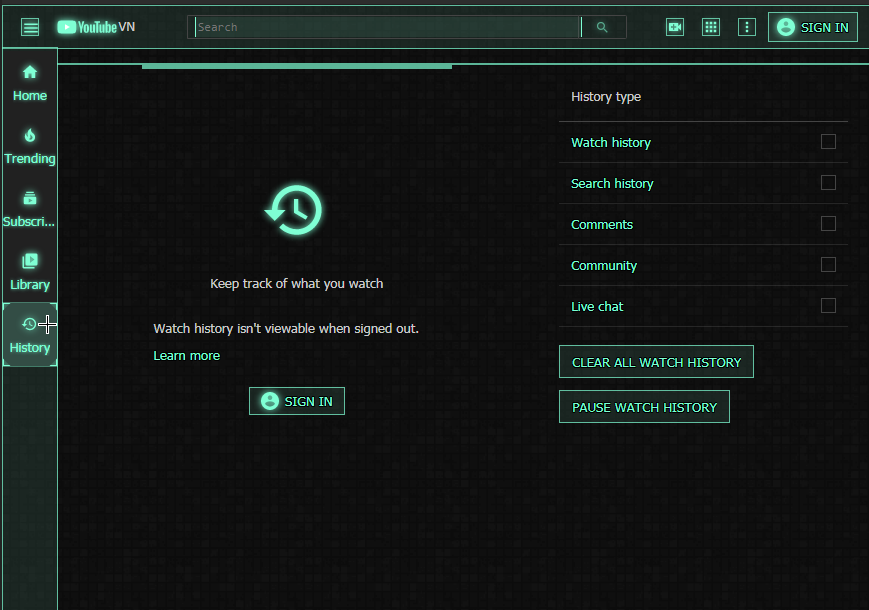 YouTube VN
Search
SIGN IN
Home
Trending
Subscri...
Library
History
Keep track of what you watch
Watch history isn't viewable when signed out.
Learn more
SIGN IN
History type
Watch history
Search history
Comments
Community
Live chat
CLEAR ALL WATCH HISTORY
PAUSE WATCH HISTORY